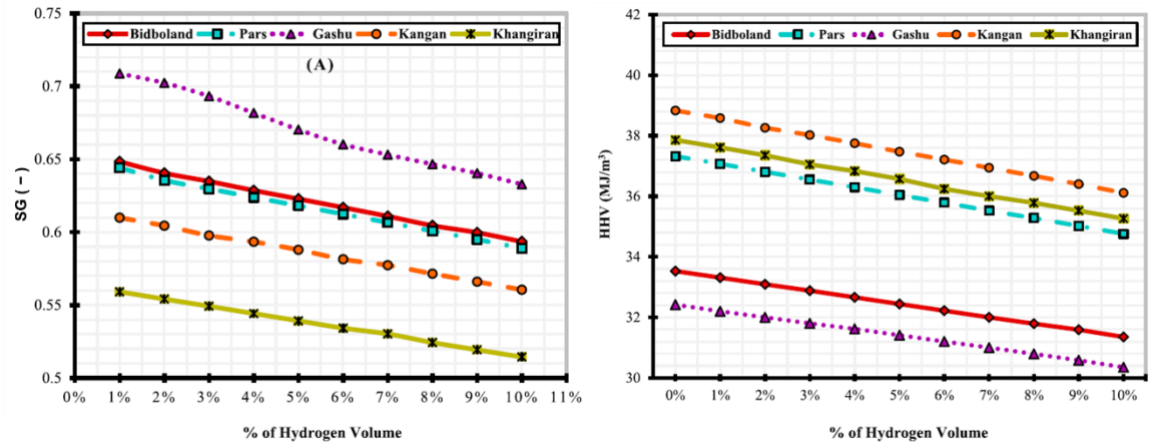 0.75
Bidboland Pars Gashu Kangan Khangiran
(A)
0.7
0.65
SG ( – )
0.6
0.55
0.5
0% 1% 2% 3% 4% 5% 6% 7% 8% 9% 10% 11%
% of Hydrogen Volume
42
Bidboland Pars Gashu Kangan Khangiran
40
38
36
HHV (MJ/m³)
34
32
30
0% 1% 2% 3% 4% 5% 6% 7% 8% 9% 10%
% of Hydrogen Volume